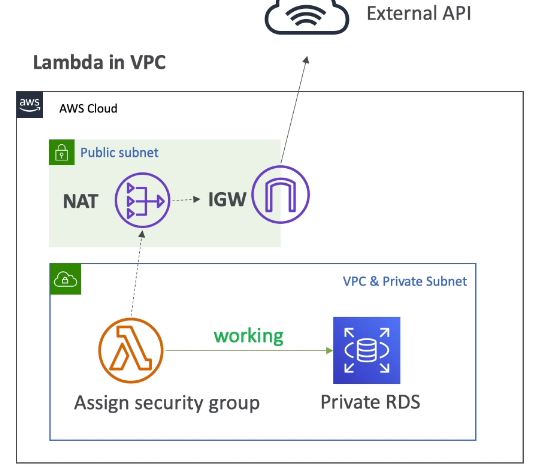 External API
Lambda in VPC
aws
AWS Cloud
Public subnet
NAT
IGW
VPC & Private Subnet
working
Assign security group
Private RDS